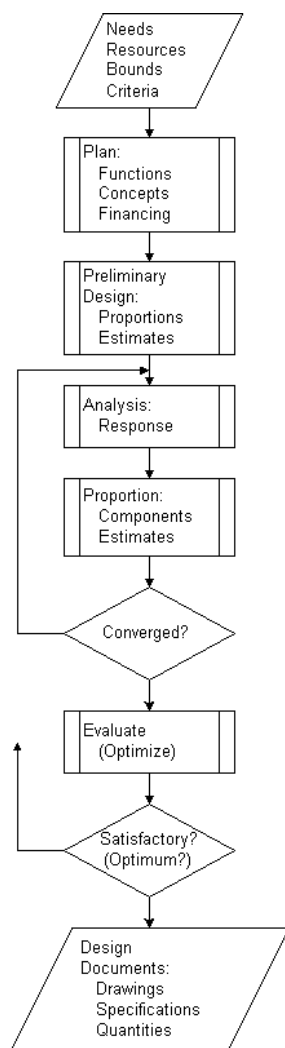 Needs
Resources
Bounds
Criteria
Plan:
Functions
Concepts
Financing
Preliminary
Design:
Proportions
Estimates
Analysis:
Response
Proportion:
Components
Estimates
Converged?
Evaluate
(Optimize)
Satisfactory?
(Optimum?)
Design
Documents:
Drawings
Specifications
Quantities